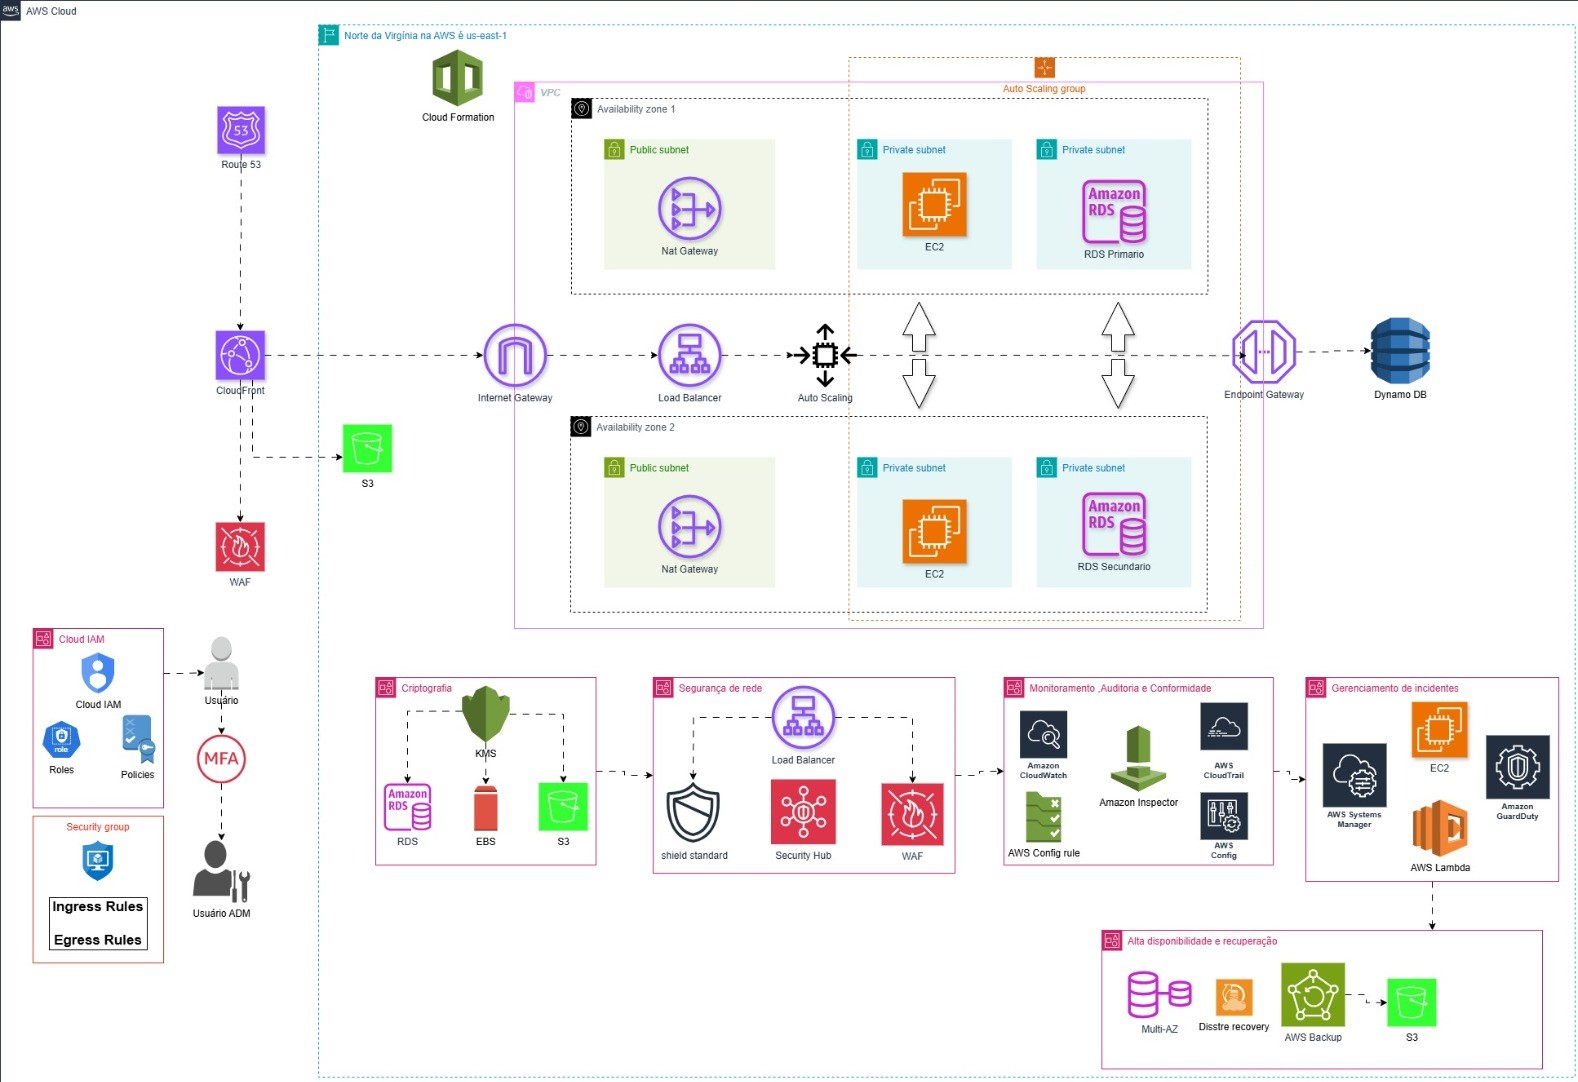 aws
AWS Cloud
Norte da Virgínia na AWS é us-east-1
Cloud Formation
Auto Scaling group
VPC
Availability zone 1
Public subnet
Nat Gateway
Private subnet
EC2
Private subnet
Amazon
RDS
RDS Primario
53
Route 53
CloudFront
Internet Gateway
Load Balancer
Auto Scaling
Endpoint Gateway
Dynamo DB
S3
WAF
Availability zone 2
Public subnet
Nat Gateway
Private subnet
EC2
Private subnet
Amazon
RDS
RDS Secundario
Cloud IAM
Cloud IAM
role
Roles
Policies
Usuário
MFA
Usuário ADM
Security group
Ingress Rules
Egress Rules
Criptografia
KMS
Amazon
RDS
RDS
EBS
S3
Segurança de rede
Load Balancer
shield standard
Security Hub
WAF
Monitoramento ,Auditoria e Conformidade
Amazon
CloudWatch
Amazon Inspector
AWS
CloudTrail
AWS Config rule
AWS
Config
Gerenciamento de incidentes
AWS Systems
Manager
EC2
Amazon
GuardDuty
AWS Lambda
Alta disponibilidade e recuperação
Multi-AZ
Disstre recovery
AWS Backup
S3